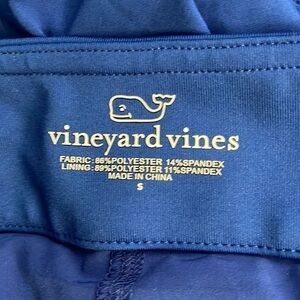 vineyard vines
FABRIC:86%POLYESTER 14%SPANDEX
LINING:89%POLYESTER 11%SPANDEX
MADE IN CHINA
S